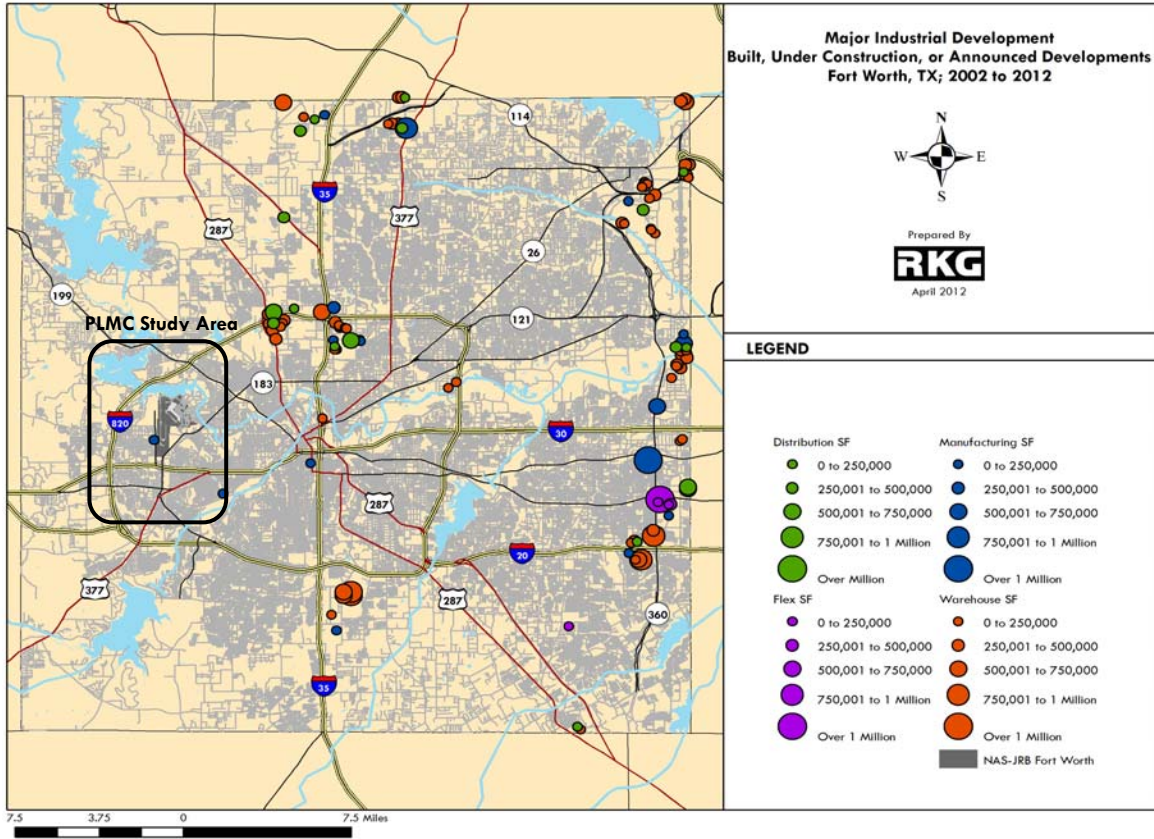 Major Industrial Development
Built, Under Construction, or Announced Developments
Fort Worth, TX; 2002 to 2012
N
W
E
S
Prepared By
RKG
April 2012
LEGEND
Distribution SF
0 to 250,000
250,001 to 500,000
500,001 to 750,000
750,001 to 1 Million
Over Million
Manufacturing SF
0 to 250,000
250,001 to 500,000
500,001 to 750,000
750,001 to 1 Million
Over 1 Million
Flex SF
0 to 250,000
250,001 to 500,000
500,001 to 750,000
750,001 to 1 Million
Over 1 Million
Warehouse SF
0 to 250,000
250,001 to 500,000
500,001 to 750,000
750,001 to 1 Million
Over 1 Million
NAS-JRB Fort Worth
114
35
287
377
26
199
121
PLMC Study Area
183
820
30
287
20
377
287
360
35
7.5
3.75
0
7.5 Miles